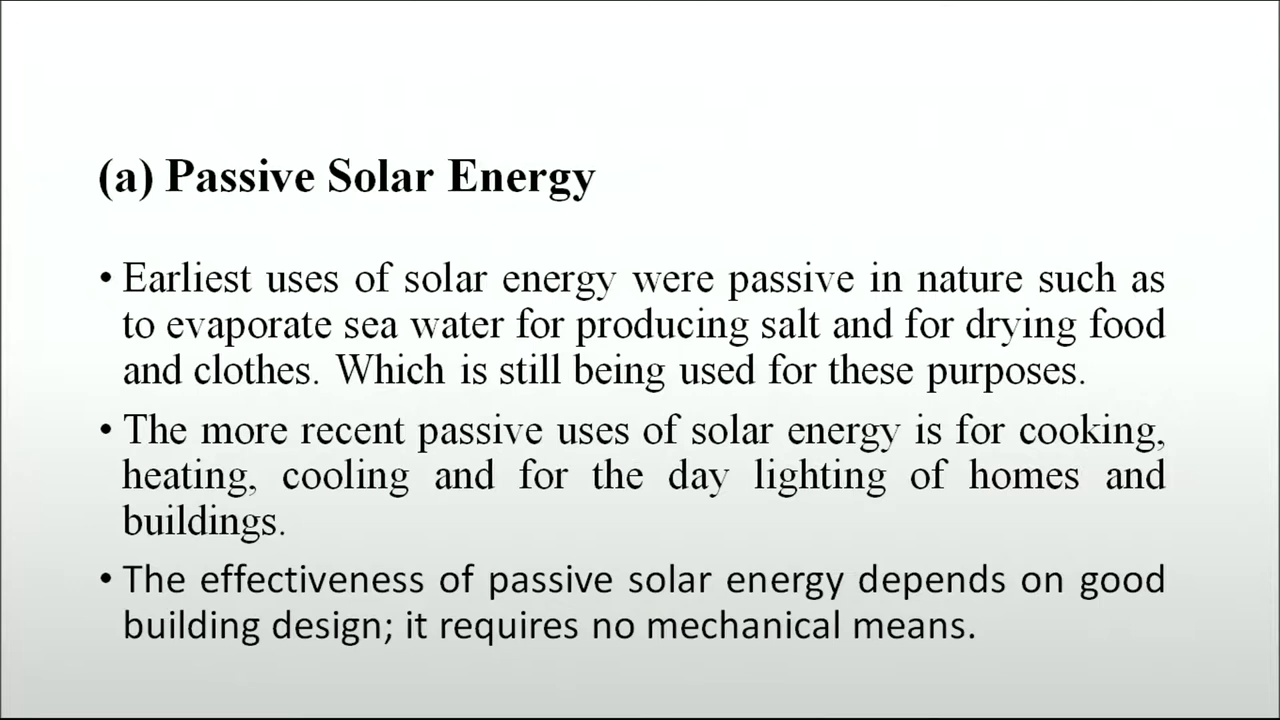 (a) Passive Solar Energy
• Earliest uses of solar energy were passive in nature such as
to evaporate sea water for producing salt and for drying food
and clothes. Which is still being used for these purposes.
• The more recent passive uses of solar energy is for cooking,
heating, cooling and for the day lighting of homes and
buildings.
• The effectiveness of passive solar energy depends on good
building design; it requires no mechanical means.